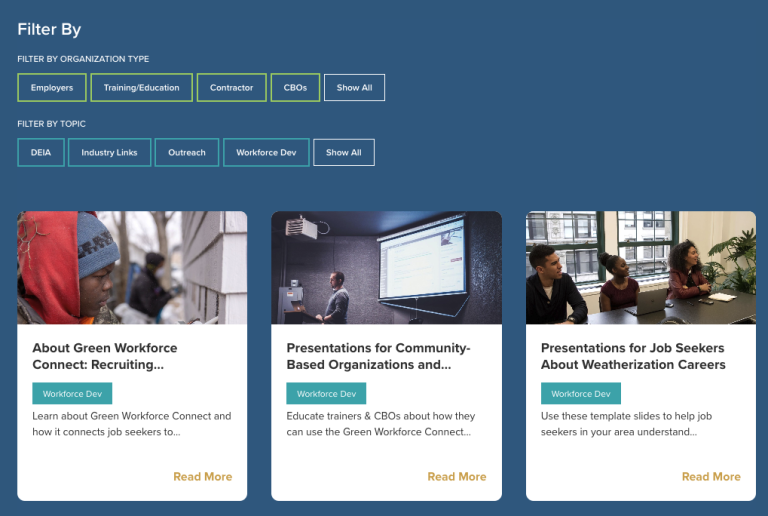 Filter By
FILTER BY ORGANIZATION TYPE
Employers
Training/Education
Contractor
CBOs
Show All
FILTER BY TOPIC
DEIA
Industry Links
Outreach
Workforce Dev
Show All
About Green Workforce
Connect: Recruiting...
Workforce Dev
Learn about Green Workforce Connect and
how it connects job seekers to...
Read More
Presentations for Community-
Based Organizations and...
Workforce Dev
Educate trainers & CBOs about how they
can use the Green Workforce Connect...
Read More
Presentations for Job Seekers
About Weatherization Careers
Workforce Dev
Use these template slides to help job
seekers in your area understand...
Read More